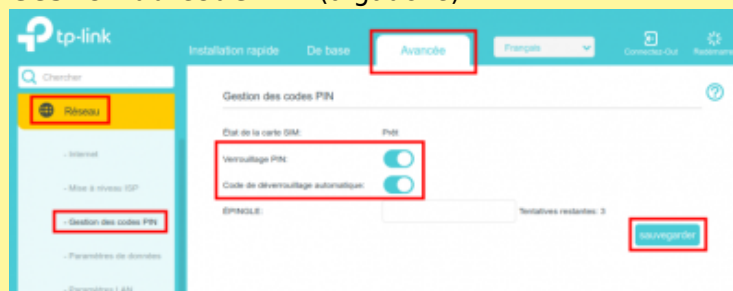 tp-link
Installation rapide De base Avancée Français
Chercher
Réseau
Gestion des codes PIN
État de la carte SIM: Prêt
- Internet
Verrouillage PIN:
- Mise à niveau ISP
Code de déverrouillage automatique:
- Gestion des codes PIN
ÉPINGLE: Tentatives restantes: 3
sauvegarder
- Paramètres de données
- Paramètres LAN